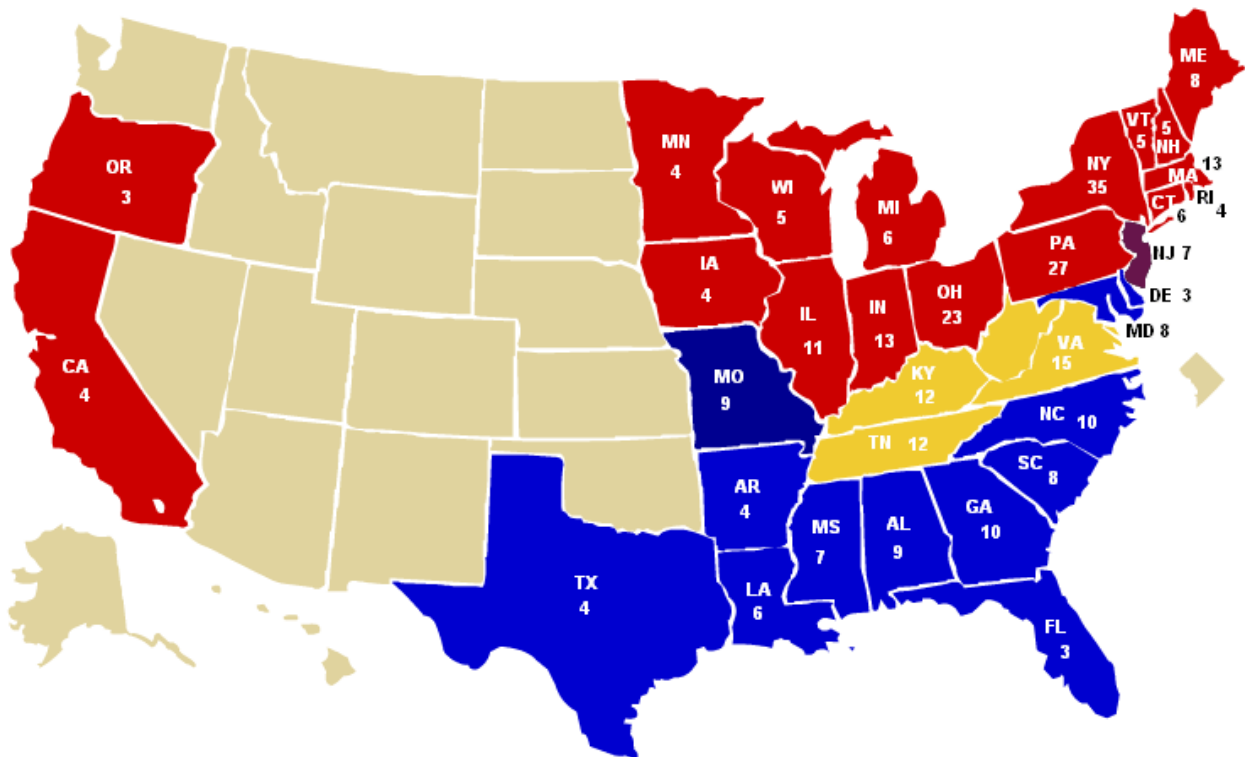 ME
8
VT
5
5
NH
OR
3
MN
4
NY
35
13
MA
WI
5
MI
6
CT
6
RI
4
PA
27
NJ 7
IA
4
OH
23
DE 3
IL
11
IN
13
MD 8
VA
15
CA
4
MO
9
KY
12
NC 10
TN 12
SC
8
AR
4
MS
7
AL
9
GA
10
TX
4
LA
6
FL
3